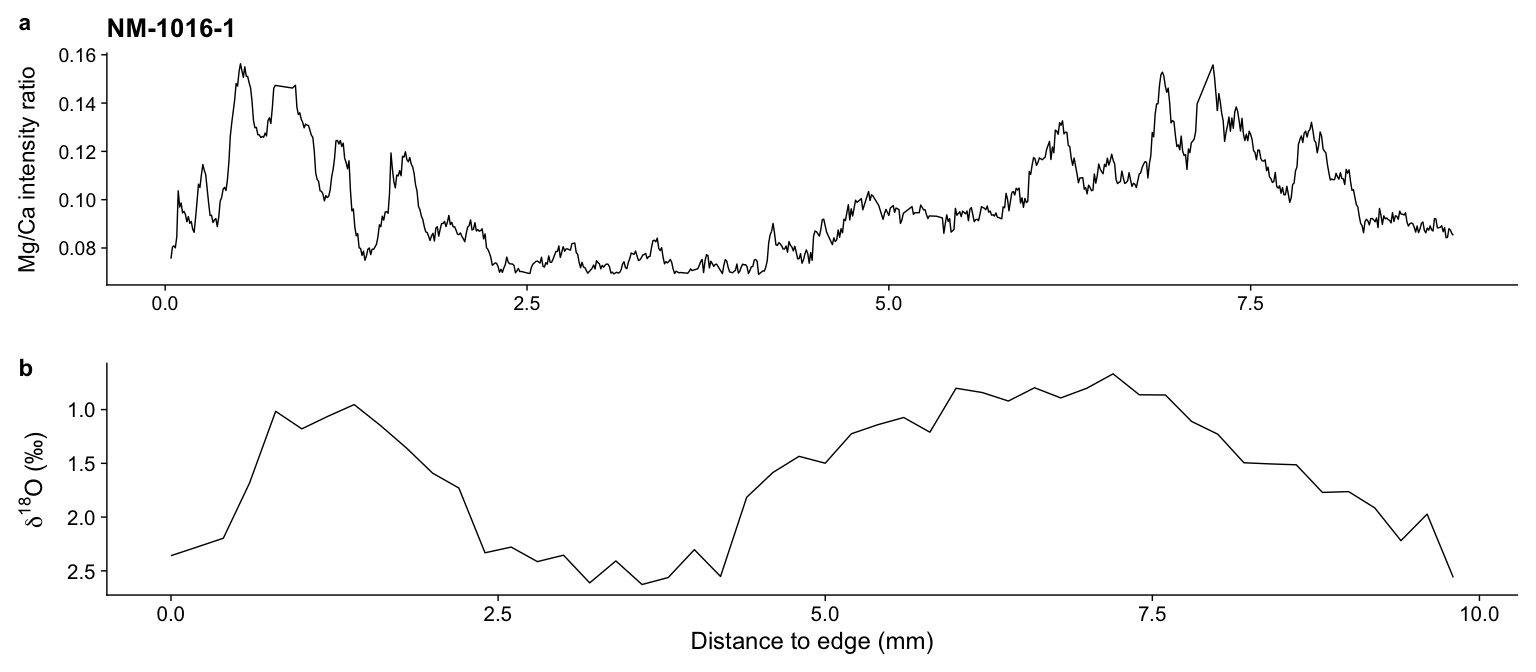 a
NM-1016-1
Mg/Ca intensity ratio
0.16
0.14
0.12
0.10
0.08
0.0 2.5 5.0 7.5
b
δ18O (‰)
1.0
1.5
2.0
2.5
0.0 2.5 5.0 7.5 10.0
Distance to edge (mm)